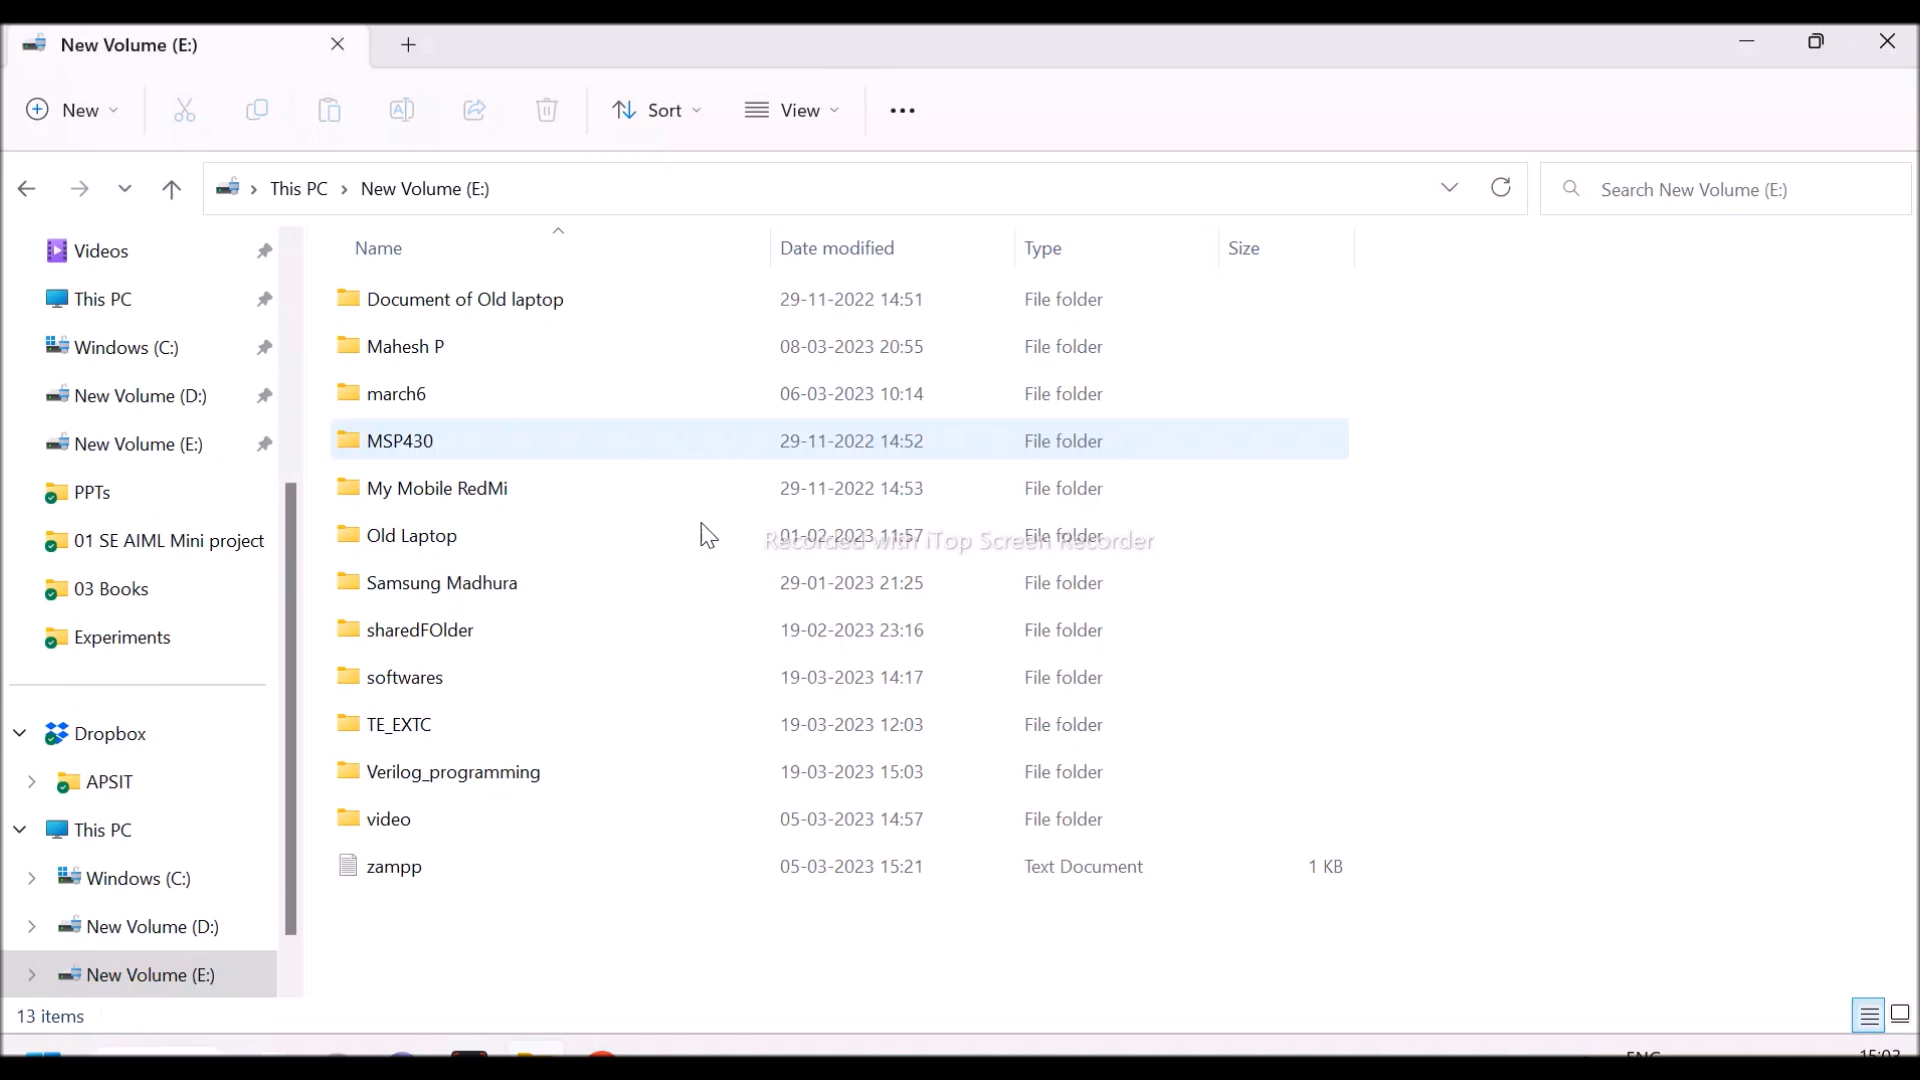 New Volume (E:)
New
Sort
View
This PC > New Volume (E:)
Search New Volume (E:)
Videos
This PC
Windows (C:)
New Volume (D:)
New Volume (E:)
PPTs
01 SE AIML Mini project
03 Books
Experiments
Dropbox
APSIT
This PC
Windows (C:)
New Volume (D:)
New Volume (E:)
Name Date modified Type Size
Document of Old laptop 29-11-2022 14:51 File folder
Mahesh P 08-03-2023 20:55 File folder
march6 06-03-2023 10:14 File folder
MSP430 29-11-2022 14:52 File folder
My Mobile RedMi 29-11-2022 14:53 File folder
Old Laptop 01-02-2023 11:57 File folder
Recorded with iTop Screen Recorder
Samsung Madhura 29-01-2023 21:25 File folder
sharedFOlder 19-02-2023 23:16 File folder
softwares 19-03-2023 14:17 File folder
TE_EXTC 19-03-2023 12:03 File folder
Verilog_programming 19-03-2023 15:03 File folder
video 05-03-2023 14:57 File folder
zampp 05-03-2023 15:21 Text Document 1 KB
13 items
ENG
15:03